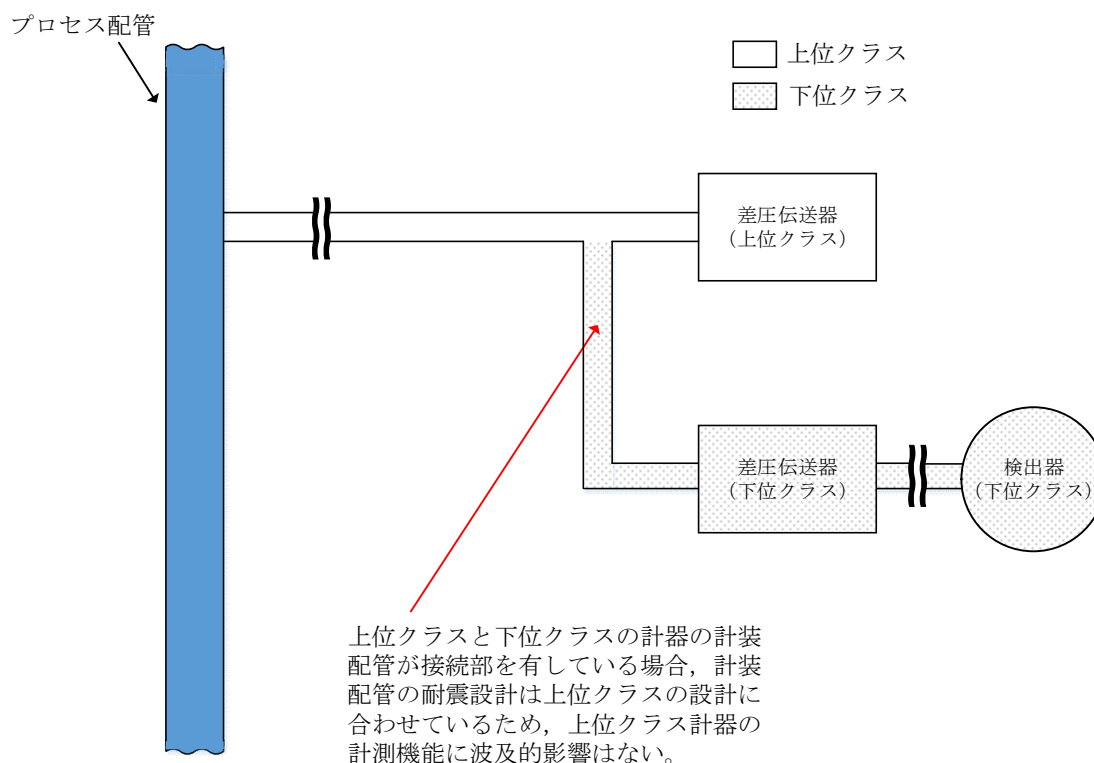 プロセス配管
上位クラス
下位クラス
差圧伝送器
（上位クラス）
差圧伝送器
（下位クラス）
検出器
（下位クラス）
上位クラスと下位クラスの計器の計装
配管が接続部を有している場合，計装
配管の耐震設計は上位クラスの設計に
合わせているため，上位クラス計器の
計測機能に波及的影響はない。